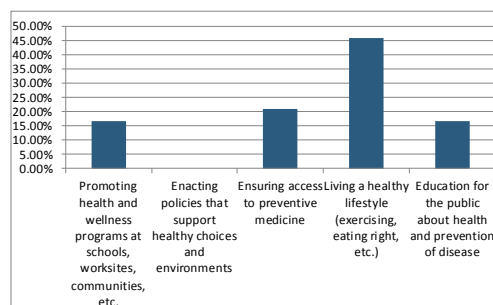 50.00%
45.00%
40.00%
35.00%
30.00%
25.00%
20.00%
15.00%
10.00%
5.00%
0.00%
Promoting
health and
wellness
programs at
schools,
worksites,
communities,
etc.
Enacting
policies that
support
healthy choices
and
environments
Ensuring access
to preventive
medicine
Living a healthy
lifestyle
(exercising,
eating right,
etc.)
Education for
the public
about health
and prevention
of disease